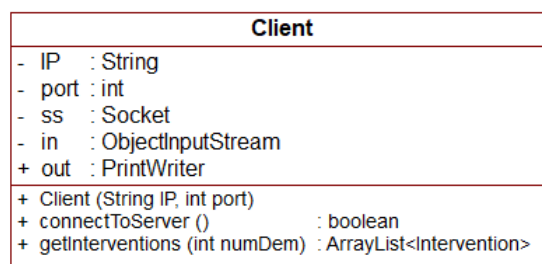 Client
- IP : String
- port : int
- ss : Socket
- in : ObjectInputStream
+ out : PrintWriter
+ Client (String IP, int port)
+ connectToServer () : boolean
+ getInterventions (int numDem) : ArrayList<Intervention>